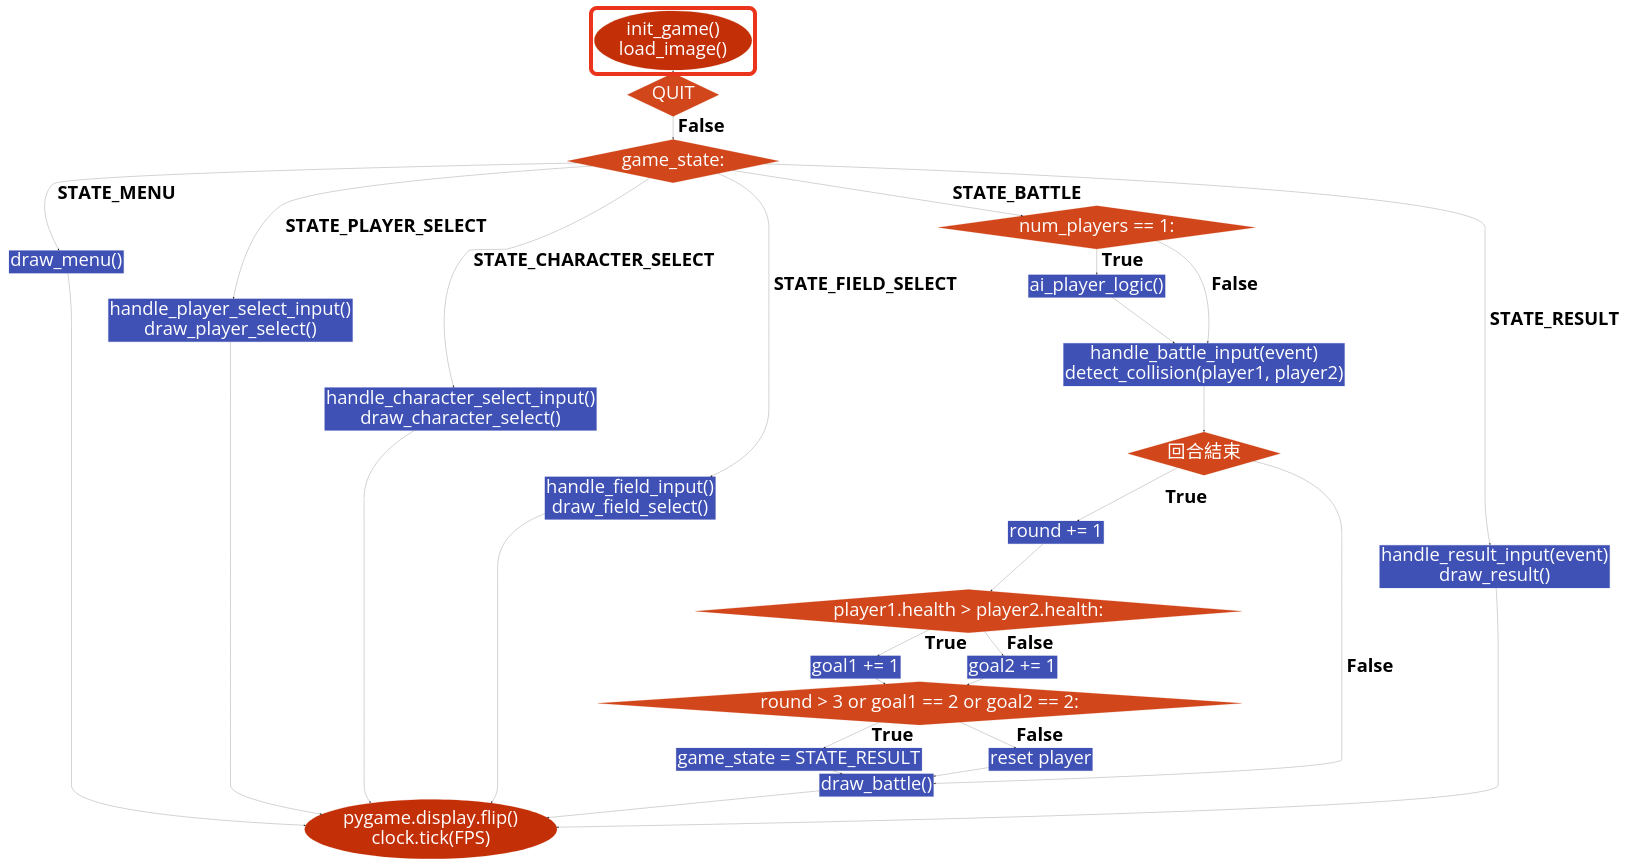 init_game()
load_image()
QUIT
False
game_state:
STATE_MENU
STATE_BATTLE
STATE_PLAYER_SELECT
num_players == 1:
draw_menu()
STATE_CHARACTER_SELECT
True
STATE_FIELD_SELECT
ai_player_logic()
False
handle_player_select_input()
draw_player_select()
STATE_RESULT
handle_battle_input(event)
detect_collision(player1, player2)
handle_character_select_input()
draw_character_select()
回合結束
handle_field_input()
draw_field_select()
True
round += 1
handle_result_input(event)
draw_result()
player1.health > player2.health:
True
False
goal1 += 1
goal2 += 1
False
round > 3 or goal1 == 2 or goal2 == 2:
True
False
game_state = STATE_RESULT
reset player
draw_battle()
pygame.display.flip()
clock.tick(FPS)